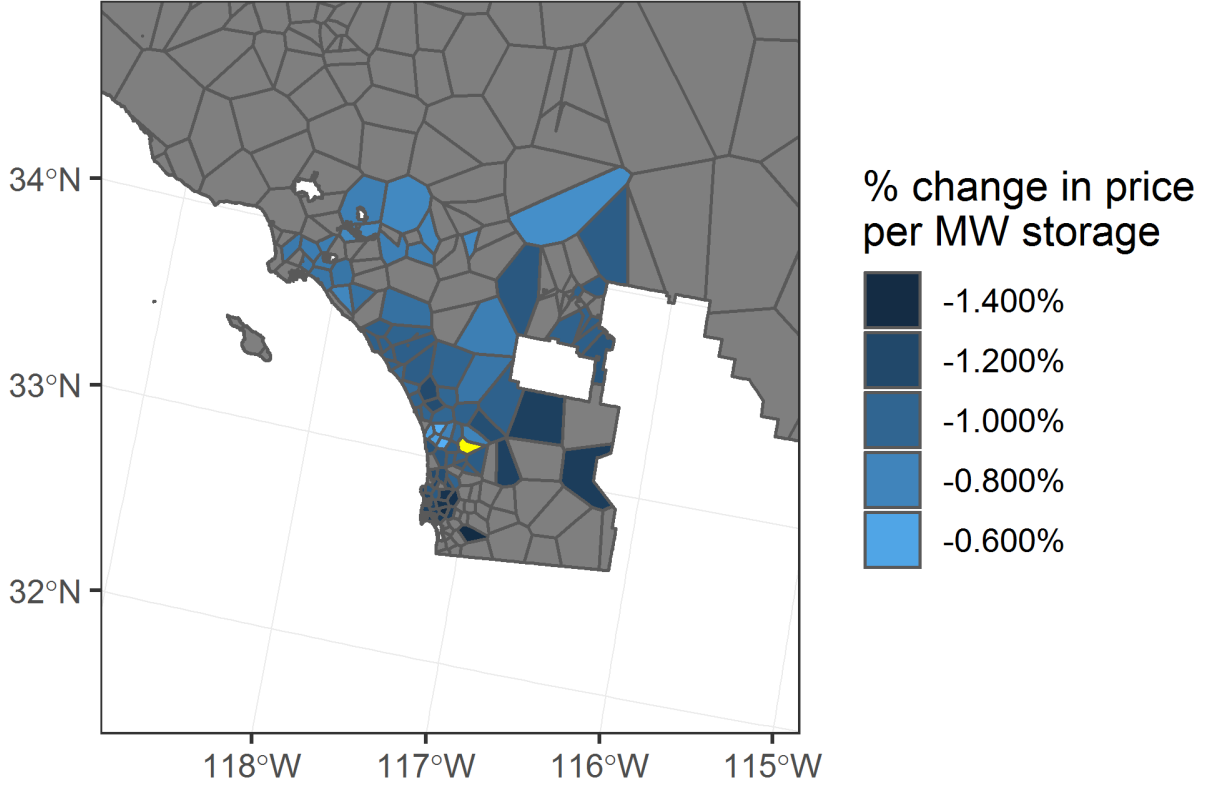 34°N
33°N
32°N
118°W
117°W
116°W
115°W
% change in price
per MW storage
-1.400%
-1.200%
-1.000%
-0.800%
-0.600%